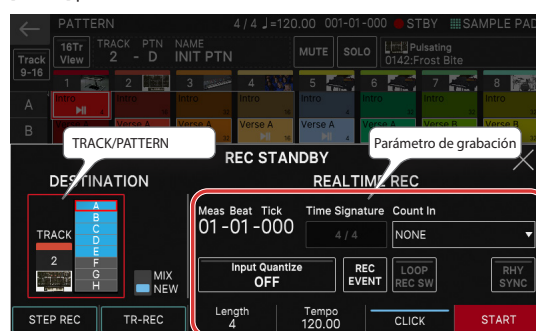 PATTERN 4 / 4 ♩=120.00 001-01-000 STBY SAMPLE PAD
Track 9-16
16Tr View
TRACK PTN NAME
2 - D INIT PTN
MUTE SOLO
Pulsating
0142:Frost Bite
1 2 3 4 5 6 7 8
A Intro Intro Intro Intro Intro Intro Intro Intro
B Verse A Verse A Verse B Verse B
TRACK/PATTERN
Parámetro de grabación
REC STANDBY
DESTINATION
REALTIME REC
TRACK
2
A
B
C
D
E
F
G
H
MIX
NEW
Meas Beat Tick Time Signature Count In
01-01-000 4 / 4 NONE
Input Quantize
OFF
REC EVENT
LOOP REC SW
RHY SYNC
STEP REC TR-REC
Length
4
Tempo
120.00
CLICK START